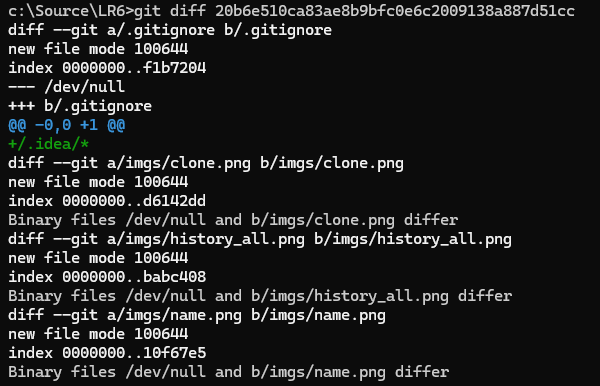 c:\Source\LR6>git diff 20b6e510ca83ae8b9bfc0e6c2009138a887d51cc
diff --git a/.gitignore b/.gitignore
new file mode 100644
index 0000000..f1b7204
--- /dev/null
+++ b/.gitignore
@@ -0,0 +1 @@
+/.idea/*
diff --git a/imgs/clone.png b/imgs/clone.png
new file mode 100644
index 0000000..d6142dd
Binary files /dev/null and b/imgs/clone.png differ
diff --git a/imgs/history_all.png b/imgs/history_all.png
new file mode 100644
index 0000000..babc408
Binary files /dev/null and b/imgs/history_all.png differ
diff --git a/imgs/name.png b/imgs/name.png
new file mode 100644
index 0000000..10f67e5
Binary files /dev/null and b/imgs/name.png differ